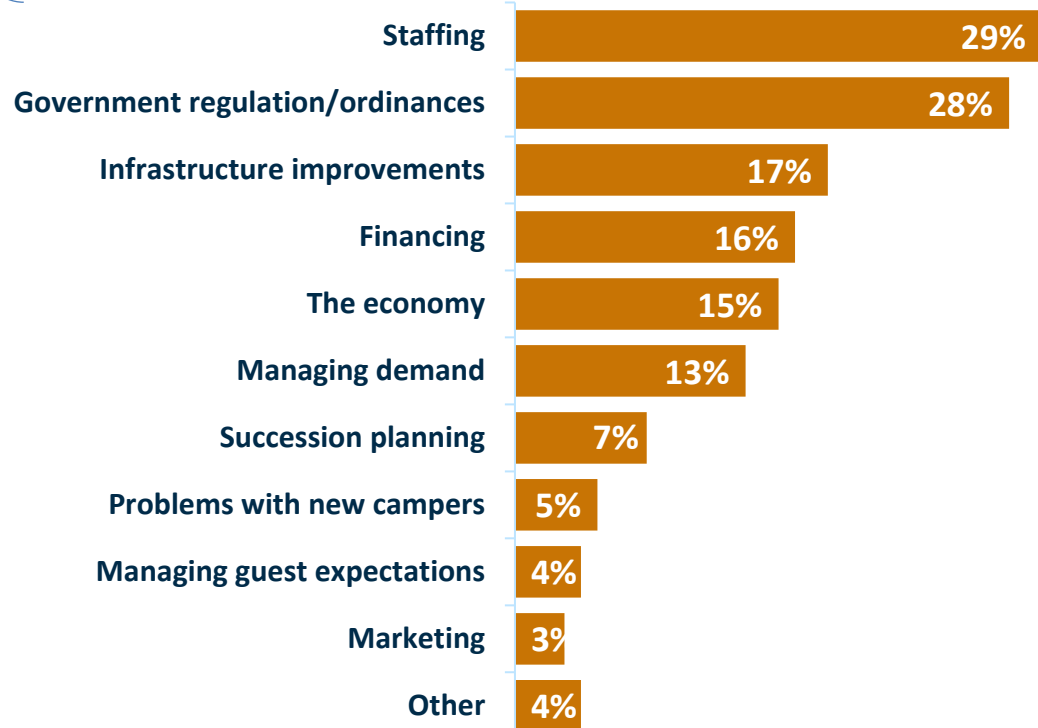 Staffing 29%
Government regulation/ordinances 28%
Infrastructure improvements 17%
Financing 16%
The economy 15%
Managing demand 13%
Succession planning 7%
Problems with new campers 5%
Managing guest expectations 4%
Marketing 3%
Other 4%